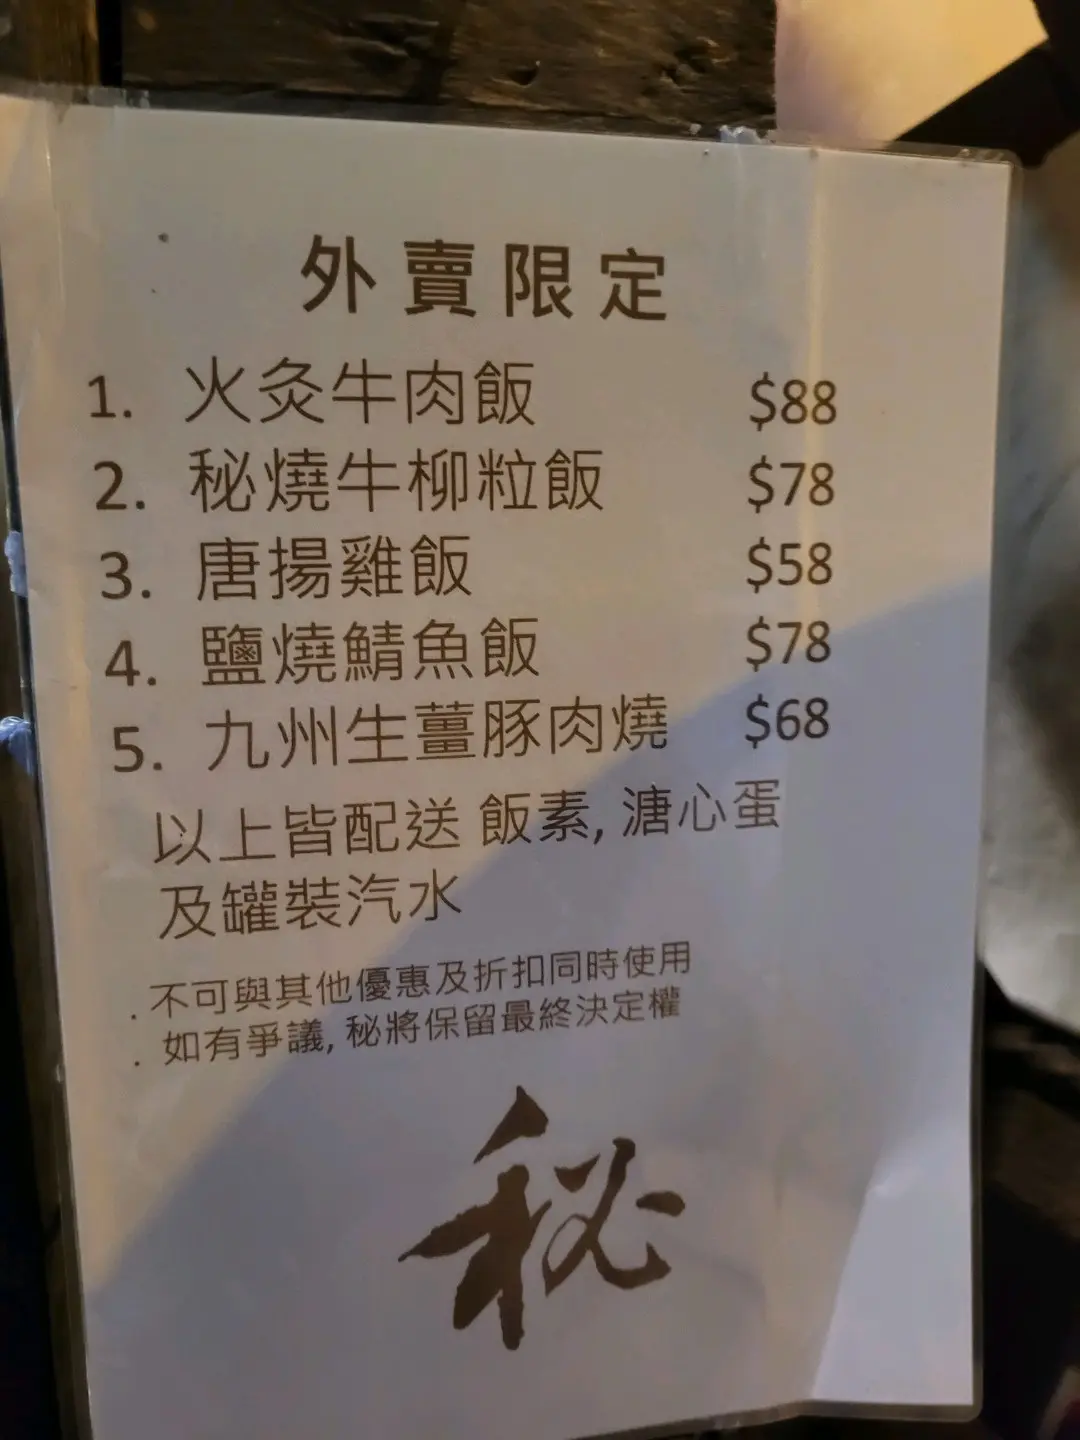 外賣限定
1. 火灸牛肉飯 $88
2. 秘燒牛柳粒飯 $78
3. 唐揚雞飯 $58
4. 鹽燒鯖魚飯 $78
5. 九州生薑豚肉燒 $68
以上皆配送 飯素, 溏心蛋
及罐裝汽水
. 不可與其他優惠及折扣同時使用
. 如有爭議, 秘將保留最終決定權
秘